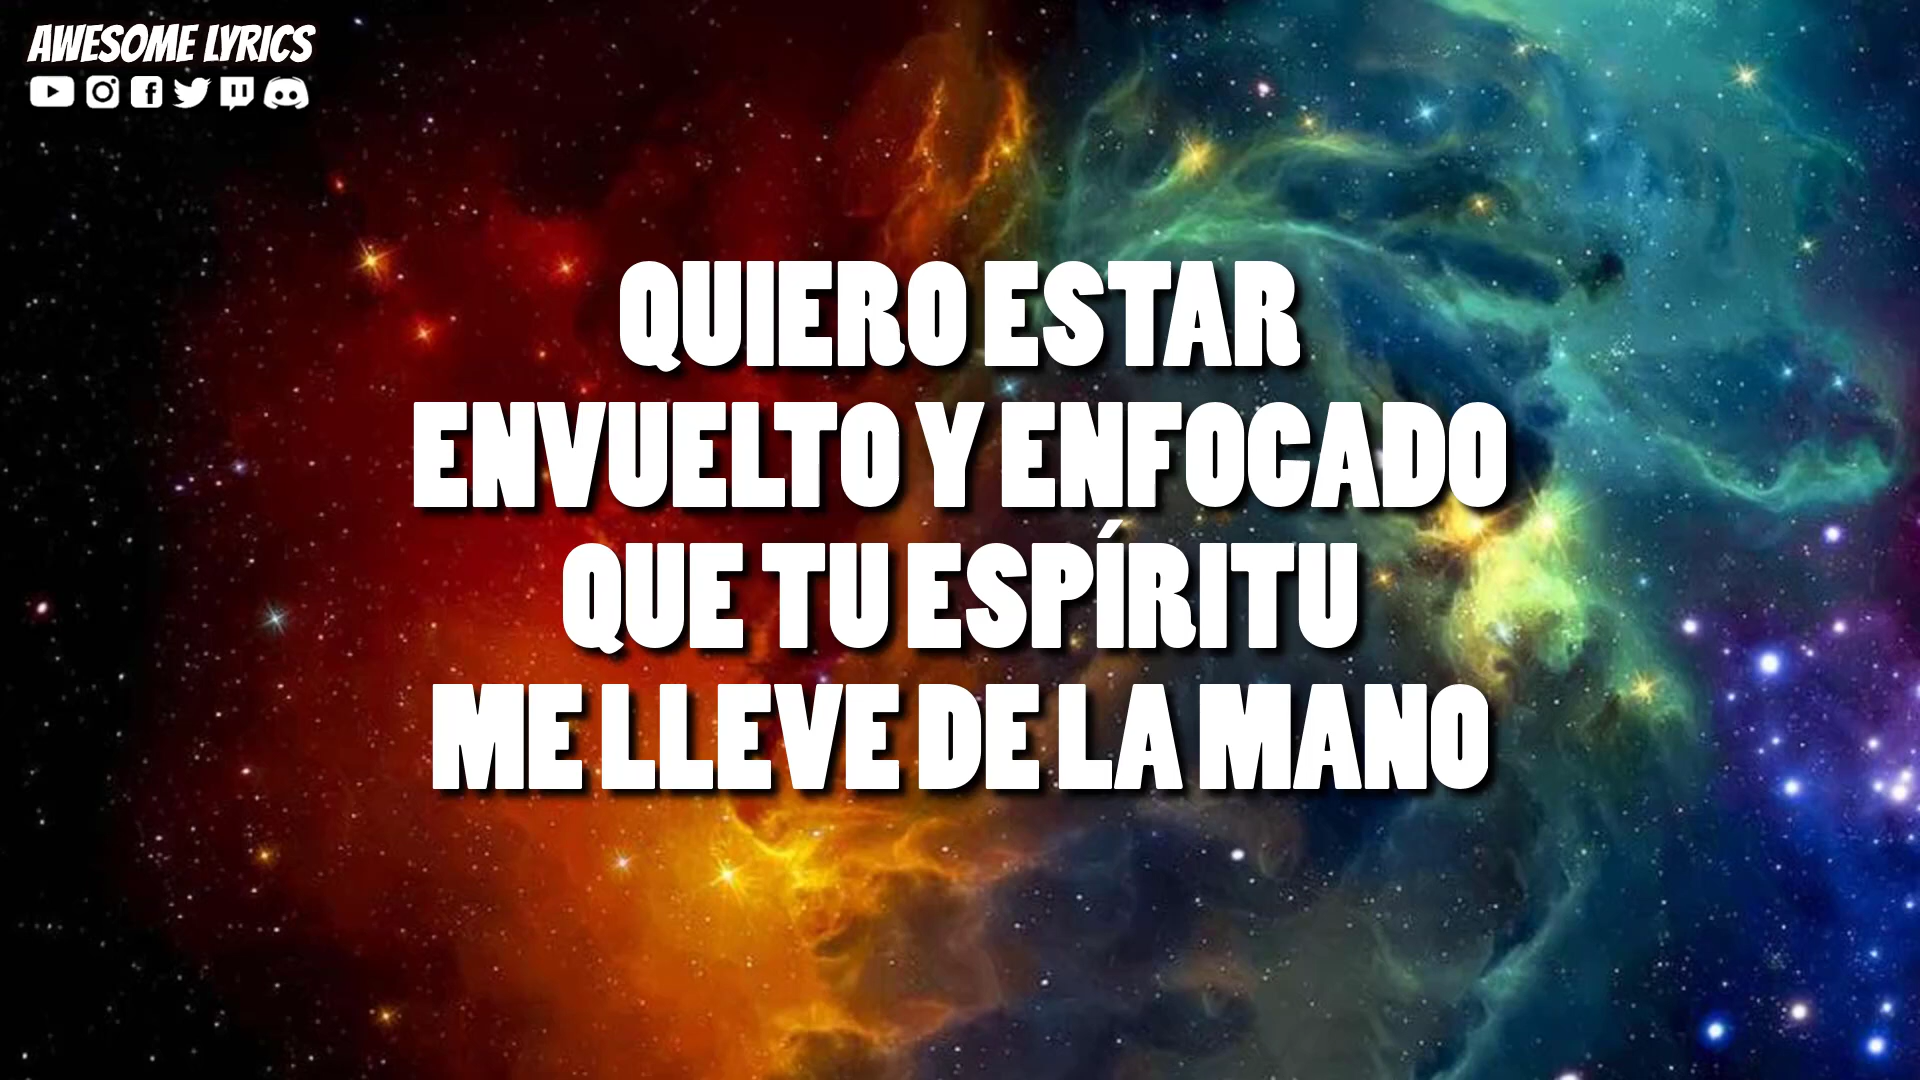 AWESOME LYRICS
QUIERO ESTAR
ENVUELTO Y ENFOCADO
QUE TU ESPÍRITU
ME LLEVE DE LA MANO